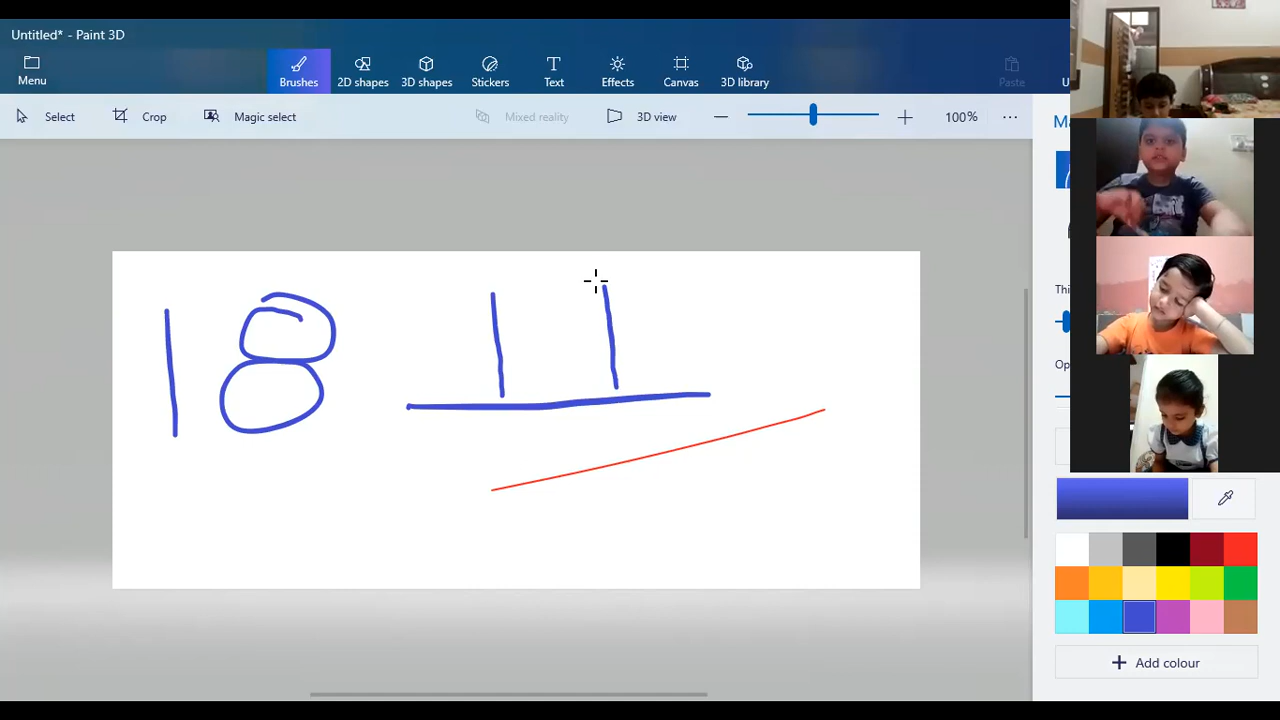 Untitled* - Paint 3D
Menu
Brushes
2D shapes
3D shapes
Stickers
Text
Effects
Canvas
3D library
Paste
Select
Crop
Magic select
Mixed reality
3D view
100%
18
11
Add colour